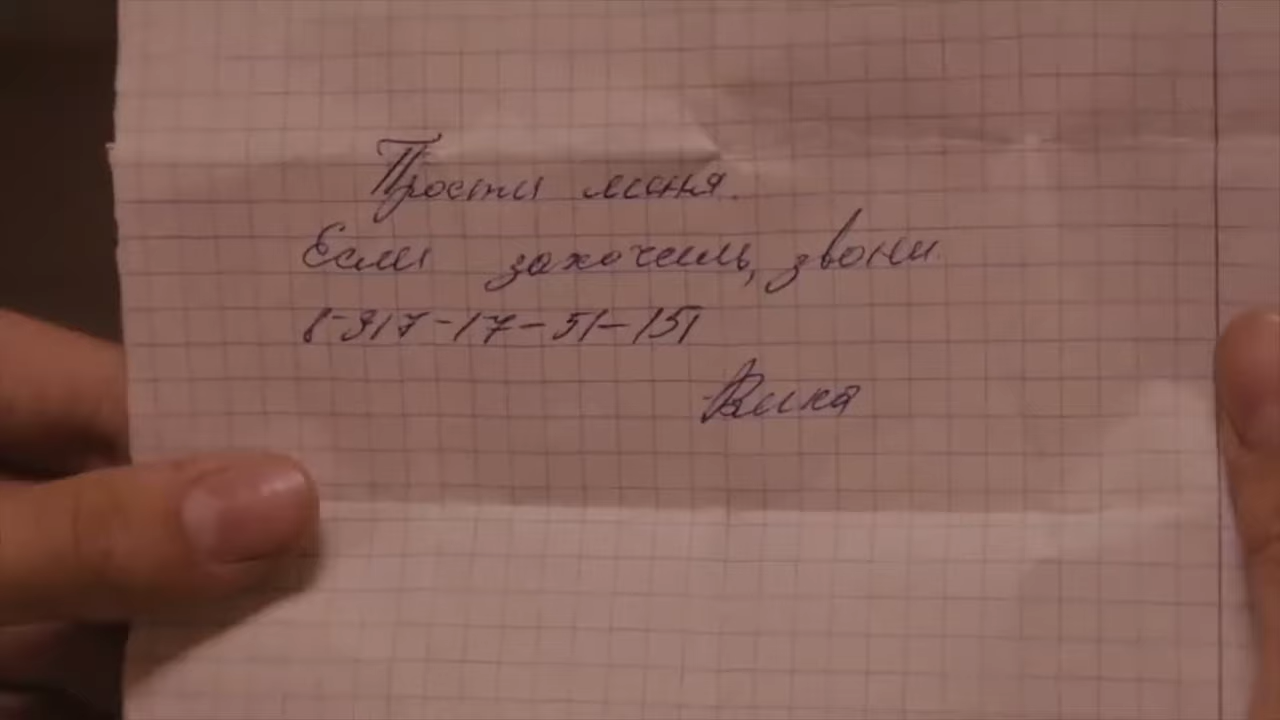 Прости меня.
Если захочешь, звони.
8-917-17-51-151
Вика